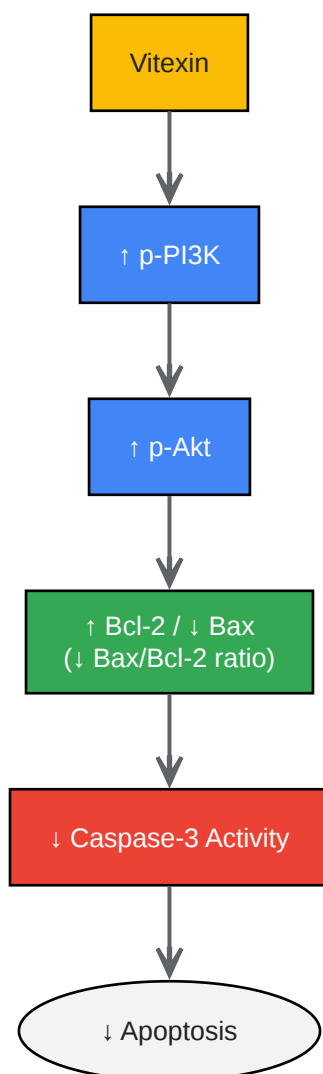 Vitexin
↑ p-PI3K
↑ p-Akt
↑ Bcl-2 / ↓ Bax
(↓ Bax/Bcl-2 ratio)
↓ Caspase-3 Activity
↓ Apoptosis